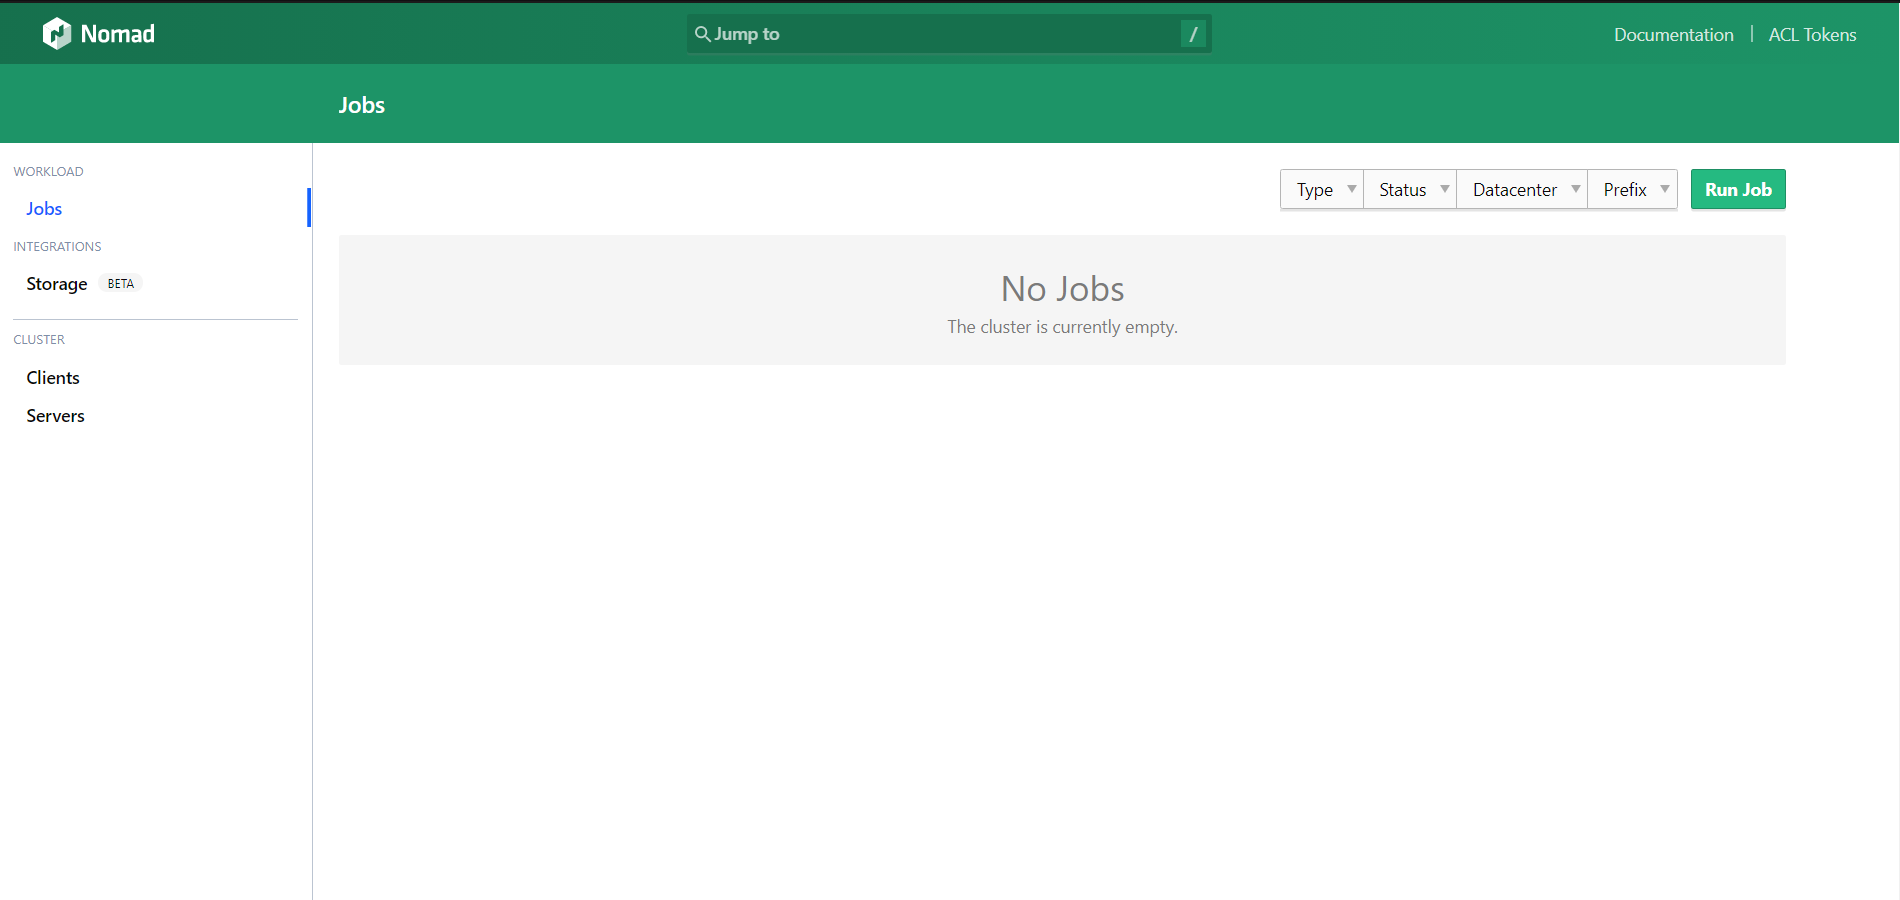 Nomad
Jump to /
Documentation | ACL Tokens
Jobs
WORKLOAD
Jobs
INTEGRATIONS
Storage BETA
CLUSTER
Clients
Servers
Type Status Datacenter Prefix Run Job
No Jobs
The cluster is currently empty.